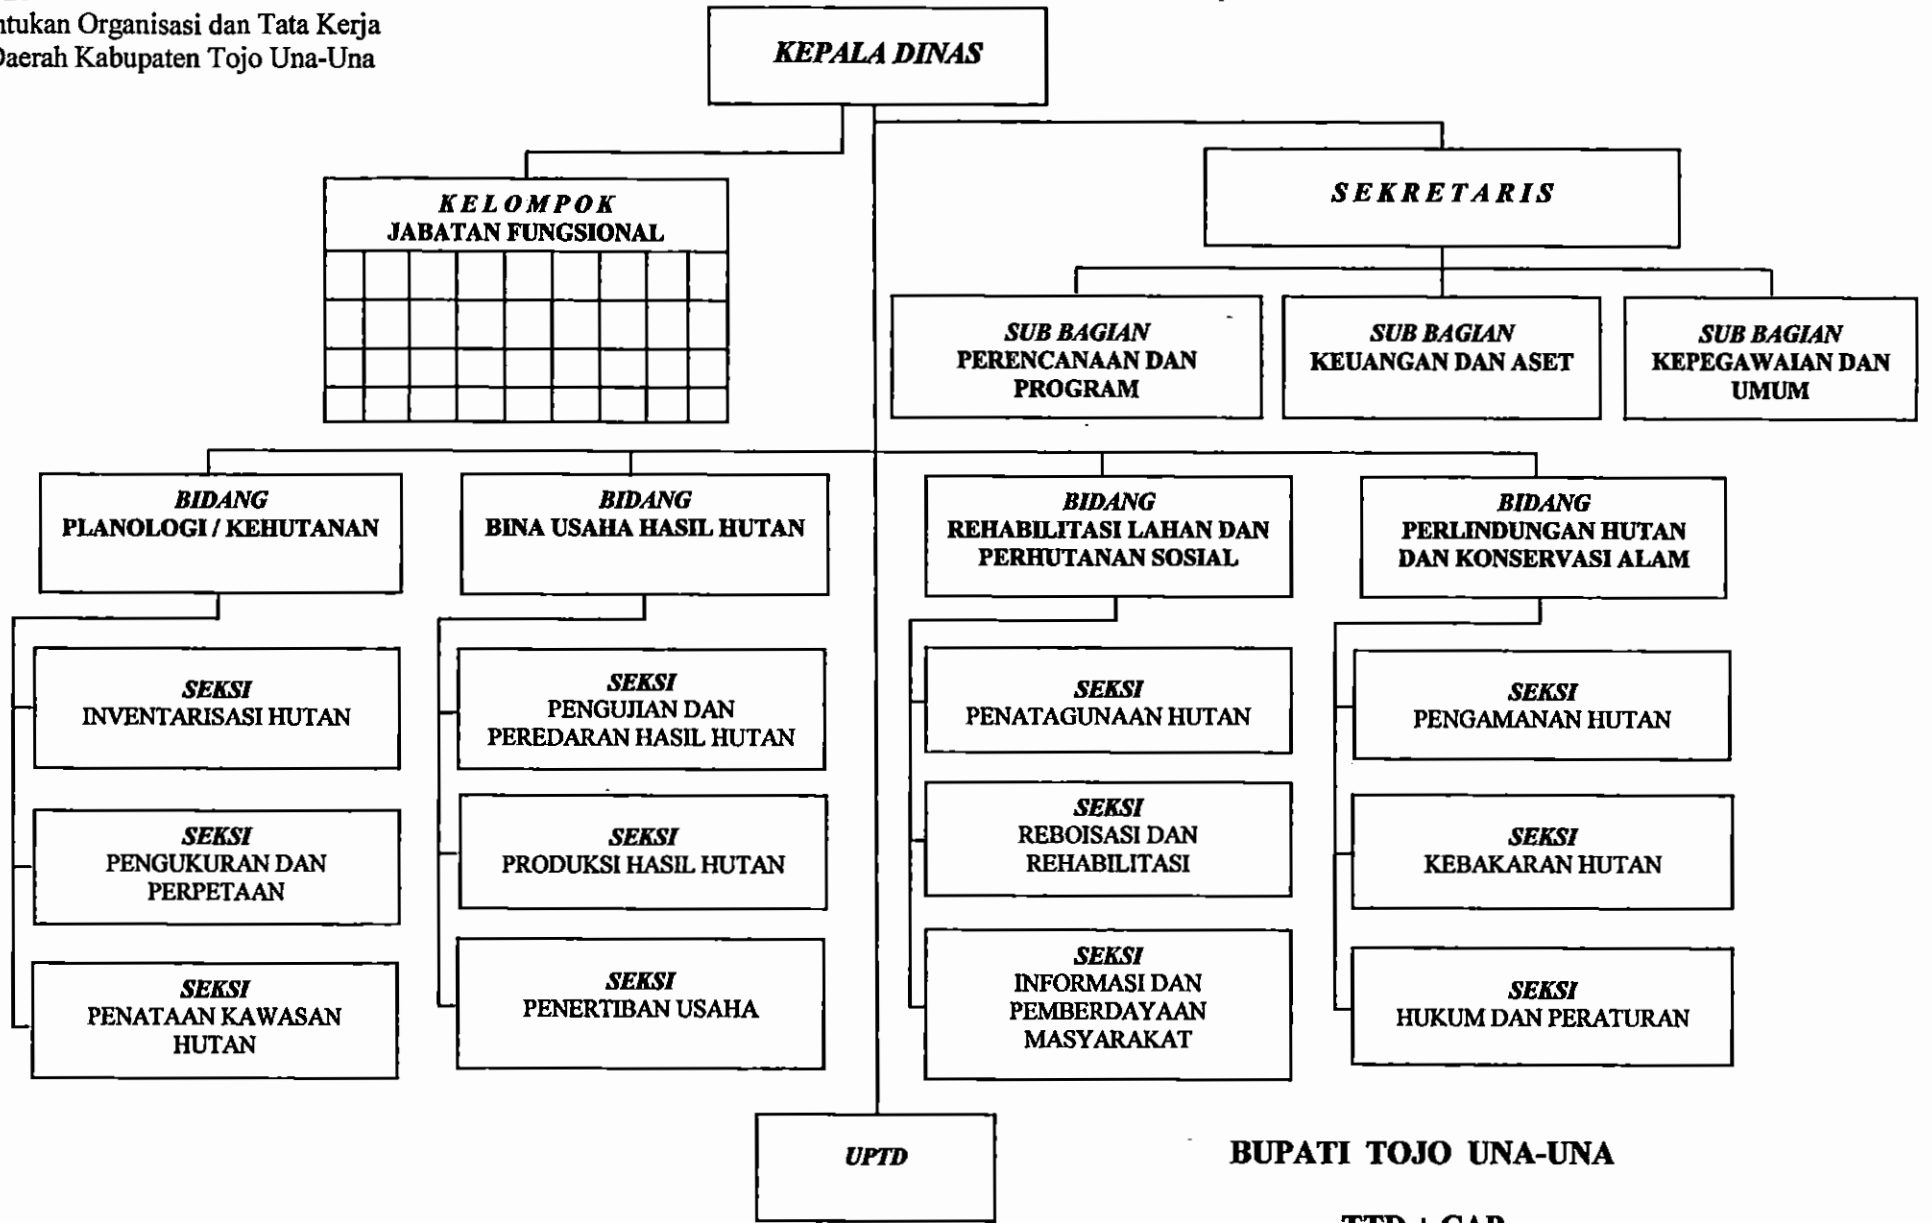 ntukan Organisasi dan Tata Kerja
Daerah Kabupaten Tojo Una-Una
KEPALA DINAS
KELOMPOK
JABATAN FUNGSIONAL
SEKRETARIS
SUB BAGIAN
PERENCANAAN DAN
PROGRAM
SUB BAGIAN
KEUANGAN DAN ASET
SUB BAGIAN
KEPEGAWAIAN DAN
UMUM
BIDANG
PLANOLOGI / KEHUTANAN
BIDANG
BINA USAHA HASIL HUTAN
BIDANG
REHABILITASI LAHAN DAN
PERHUTANAN SOSIAL
BIDANG
PERLINDUNGAN HUTAN
DAN KONSERVASI ALAM
SEKSI
INVENTARISASI HUTAN
SEKSI
PENGUKURAN DAN
PERPETAAN
SEKSI
PENATAAN KAWASAN
HUTAN
SEKSI
PENGUJIAN DAN
PEREDARAN HASIL HUTAN
SEKSI
PRODUKSI HASIL HUTAN
SEKSI
PENERTIBAN USAHA
SEKSI
PENATAGUNAAN HUTAN
SEKSI
REBOISASI DAN
REHABILITASI
SEKSI
INFORMASI DAN
PEMBERDAYAAN
MASYARAKAT
SEKSI
PENGAMANAN HUTAN
SEKSI
KEBAKARAN HUTAN
SEKSI
HUKUM DAN PERATURAN
UPTD
BUPATI TOJO UNA-UNA
TTD + CAP